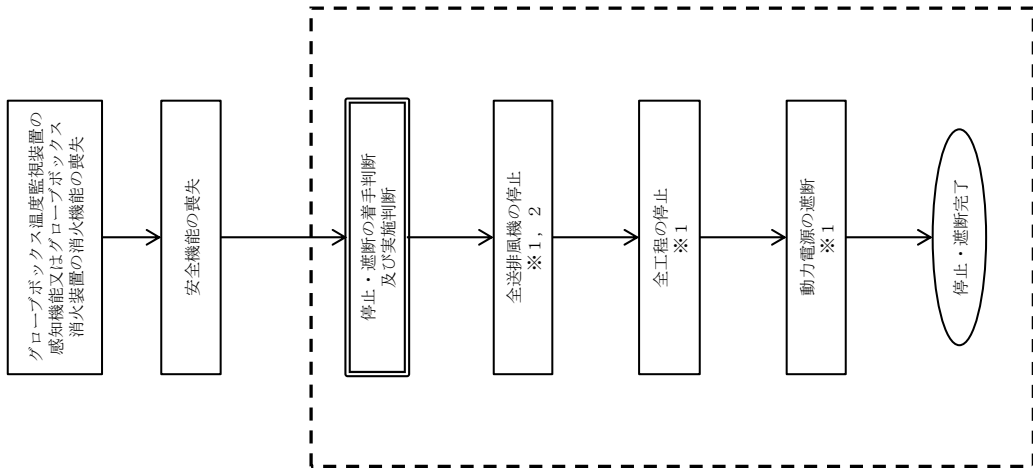 グローブボックス温度監視装置の
感知機能又はグローブボックス
消火装置の消火機能の喪失
安全機能の喪失
停止・遮断の着手判断
及び実施判断
全送排風機の停止
※１，２
全工程の停止
※１
動力電源の遮断
※１
停止・遮断完了